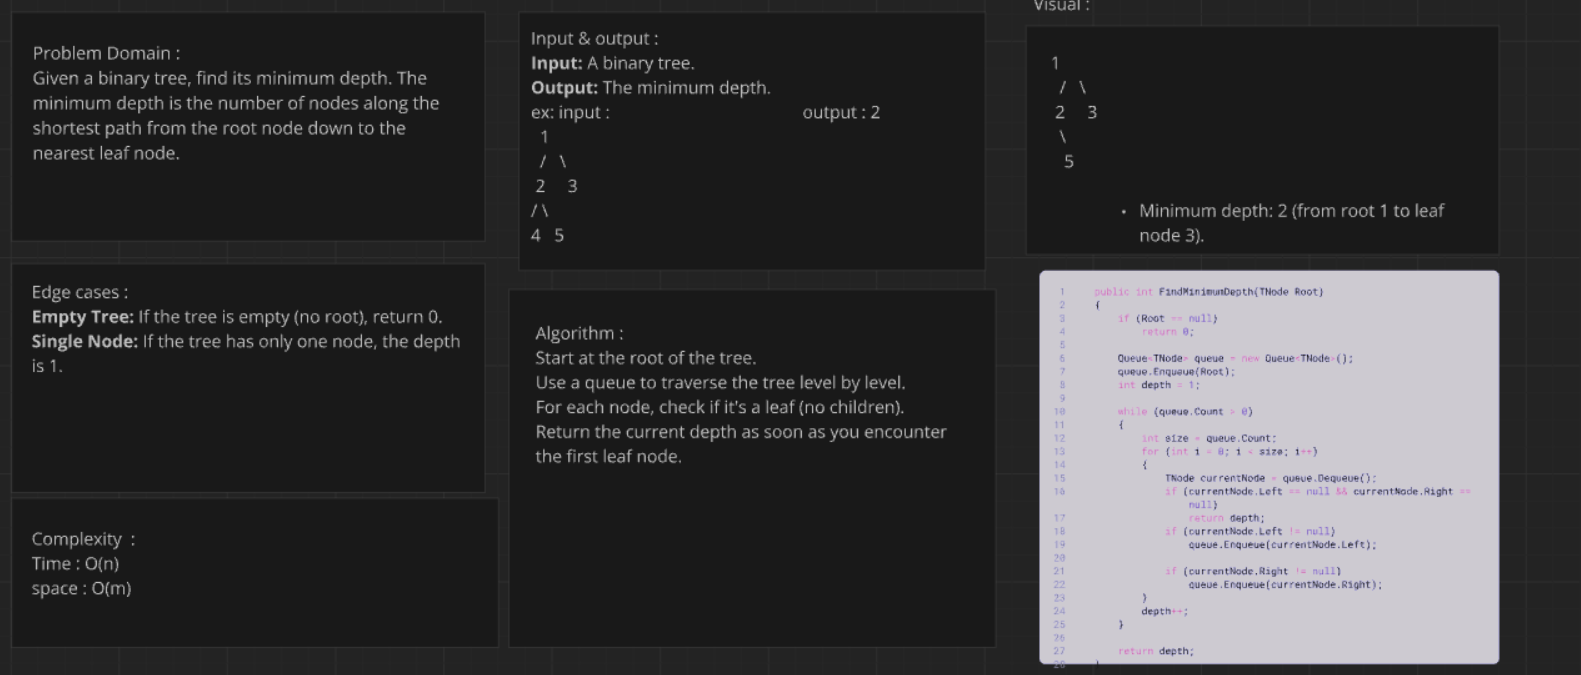 Problem Domain :
Given a binary tree, find its minimum depth. The
minimum depth is the number of nodes along the
shortest path from the root node down to the
nearest leaf node.
Input & output :
Input: A binary tree.
Output: The minimum depth.
ex: input : output : 2
1
/ \
2 3
/ \
4 5
Visual :
1
/ \
2 3
\
5
• Minimum depth: 2 (from root 1 to leaf
node 3).
Edge cases :
Empty Tree: If the tree is empty (no root), return 0.
Single Node: If the tree has only one node, the depth
is 1.
Algorithm :
Start at the root of the tree.
Use a queue to traverse the tree level by level.
For each node, check if it's a leaf (no children).
Return the current depth as soon as you encounter
the first leaf node.
Complexity :
Time : O(n)
space : O(m)
1 public int FindMinimumDepth(TNode Root)
2 {
3 if (Root == null)
4 return 0;
5
6 Queue<TNode> queue = new Queue<TNode>();
7 queue.Enqueue(Root);
8 int depth = 1;
9
10 while (queue.Count > 0)
11 {
12 int size = queue.Count;
13 for (int i = 0; i < size; i++)
14 {
15 TNode currentNode = queue.Dequeue();
16 if (currentNode.Left == null && currentNode.Right ==
null)
17 return depth;
18 if (currentNode.Left != null)
19 queue.Enqueue(currentNode.Left);
20
21 if (currentNode.Right != null)
22 queue.Enqueue(currentNode.Right);
23 }
24 depth++;
25 }
26
27 return depth;
28 }